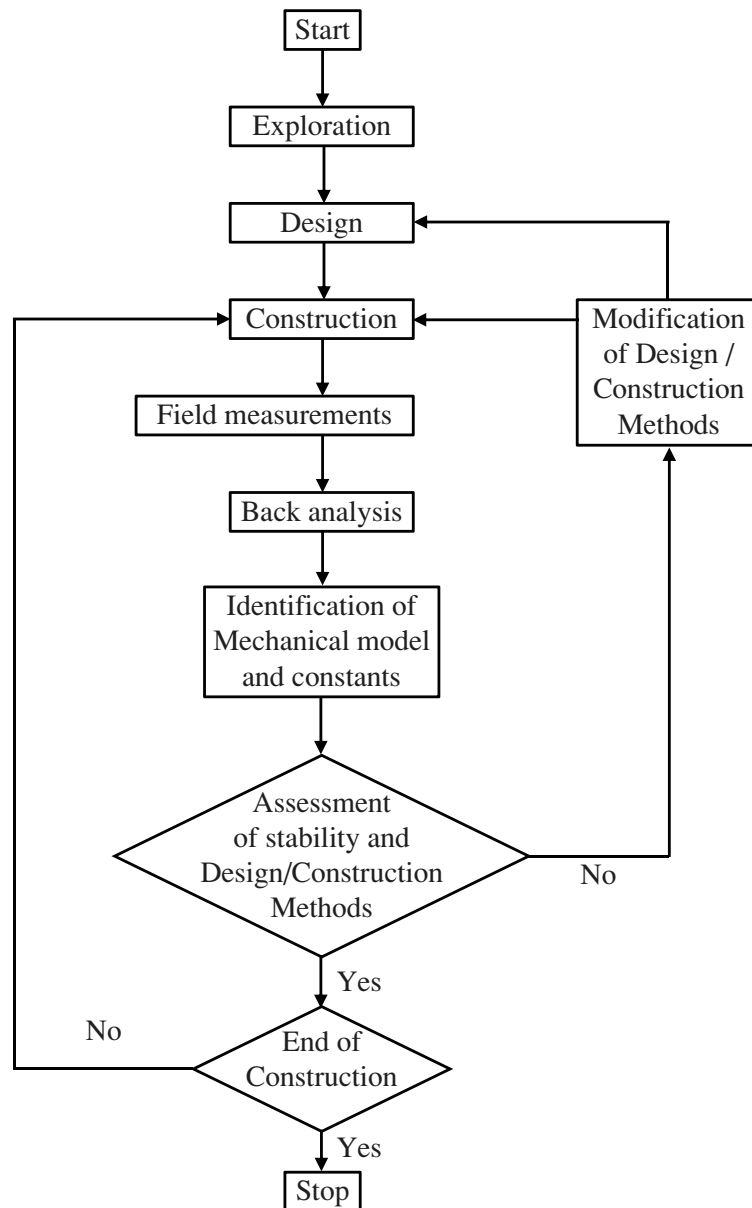 Start
Exploration
Design
Construction
Modification
of Design /
Construction
Methods
Field measurements
Back analysis
Identification of
Mechanical model
and constants
Assessment
of stability and
Design/Construction
Methods
No
Yes
No
End of
Construction
Yes
Stop